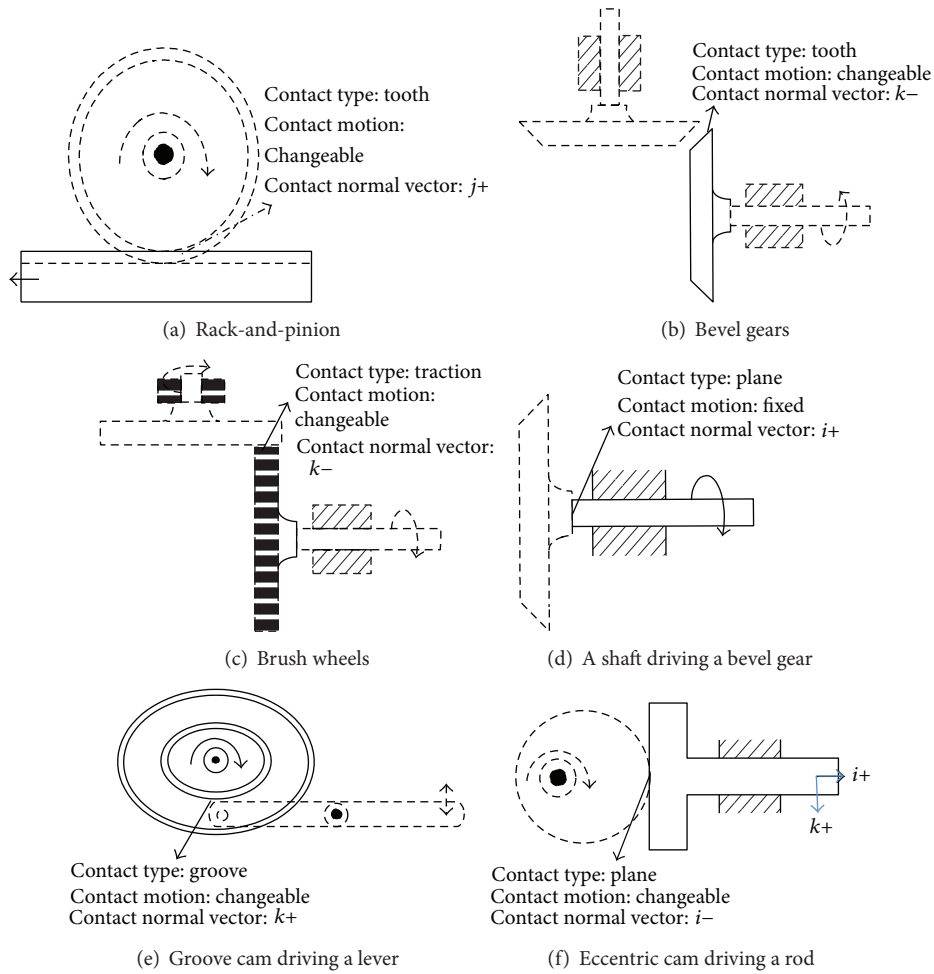 Contact type: tooth
Contact motion:
Changeable
Contact normal vector: j+
(a) Rack-and-pinion
Contact type: tooth
Contact motion: changeable
Contact normal vector: k−
(b) Bevel gears
Contact type: traction
Contact motion:
changeable
Contact normal vector:
k−
(c) Brush wheels
Contact type: plane
Contact motion: fixed
Contact normal vector: i+
(d) A shaft driving a bevel gear
Contact type: groove
Contact motion: changeable
Contact normal vector: k+
(e) Groove cam driving a lever
i+
k+
Contact type: plane
Contact motion: changeable
Contact normal vector: i−
(f) Eccentric cam driving a rod